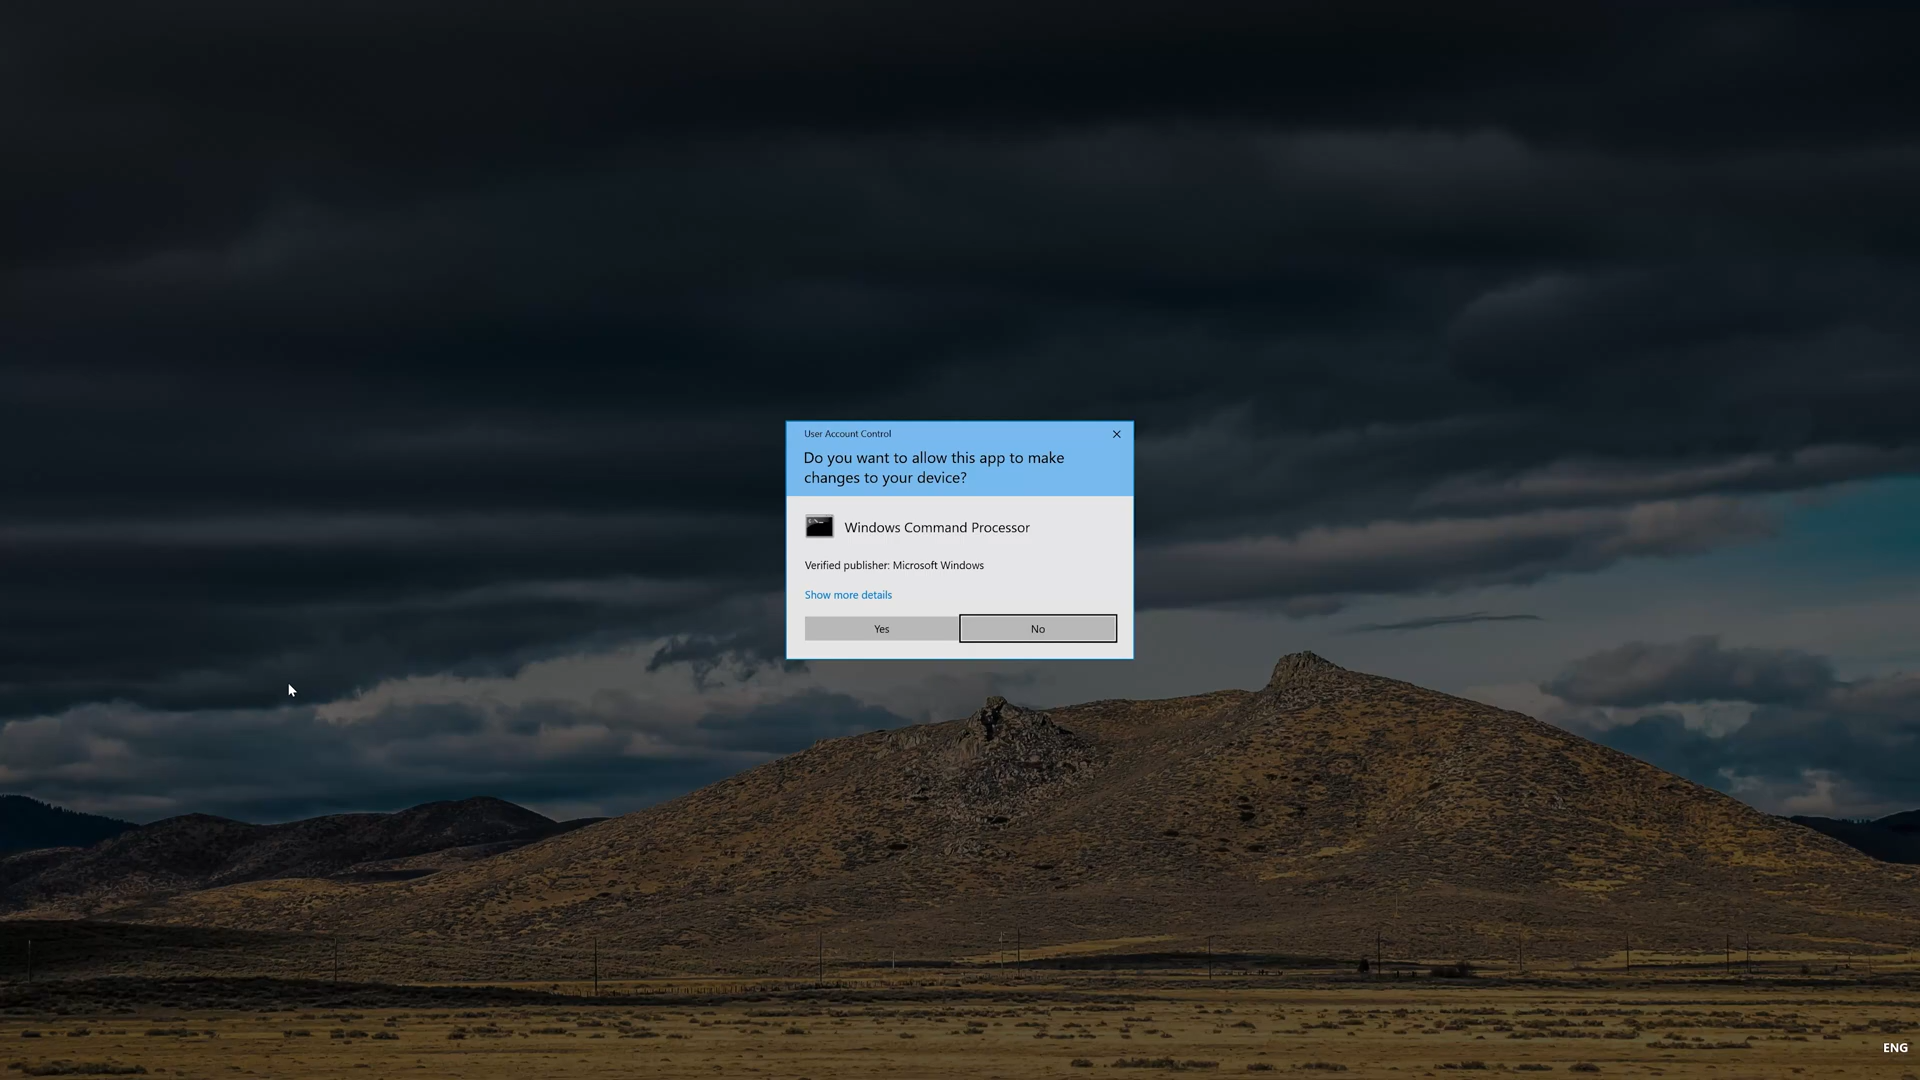 User Account Control
Do you want to allow this app to make
changes to your device?
Windows Command Processor
Verified publisher: Microsoft Windows
Show more details
Yes
No
ENG